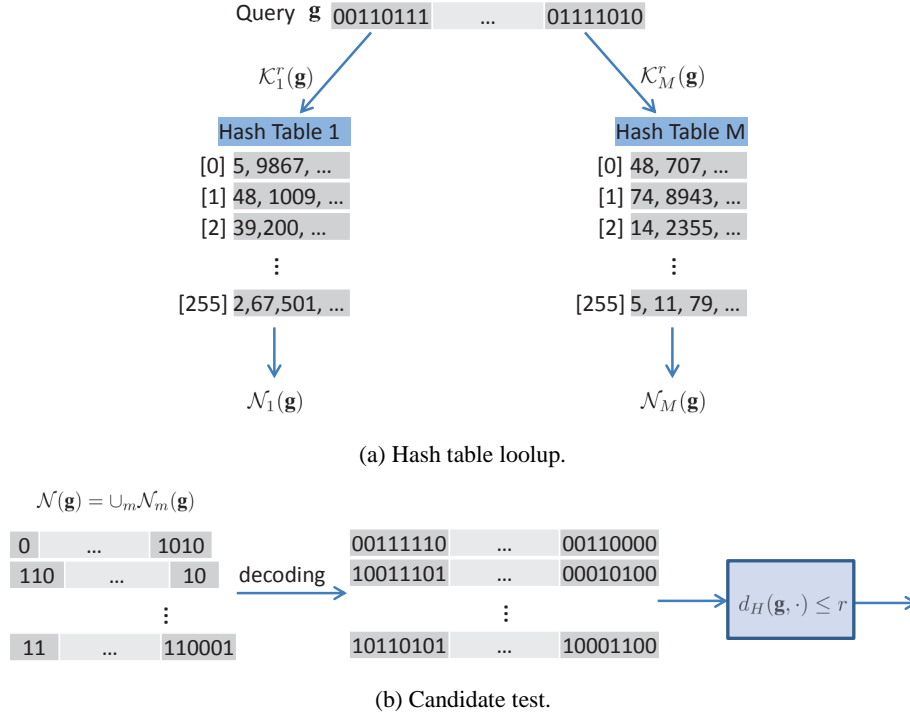 Query g 00110111 ... 01111010
𝒦₁ʳ(g) 𝒦_Mʳ(g)
Hash Table 1 Hash Table M
[0] 5, 9867, ... [0] 48, 707, ...
[1] 48, 1009, ... [1] 74, 8943, ...
[2] 39,200, ... [2] 14, 2355, ...
⋮ ⋮
[255] 2,67,501, ... [255] 5, 11, 79, ...
𝒩₁(g) 𝒩_M(g)
(a) Hash table loolup.
𝒩(g) = ∪ₘ𝒩ₘ(g)
0 ... 1010 00111110 ... 00110000
110 ... 10 decoding 10011101 ... 00010100
d_H(g, ·) ≤ r
⋮ ⋮
11 ... 110001 10110101 ... 10001100
(b) Candidate test.